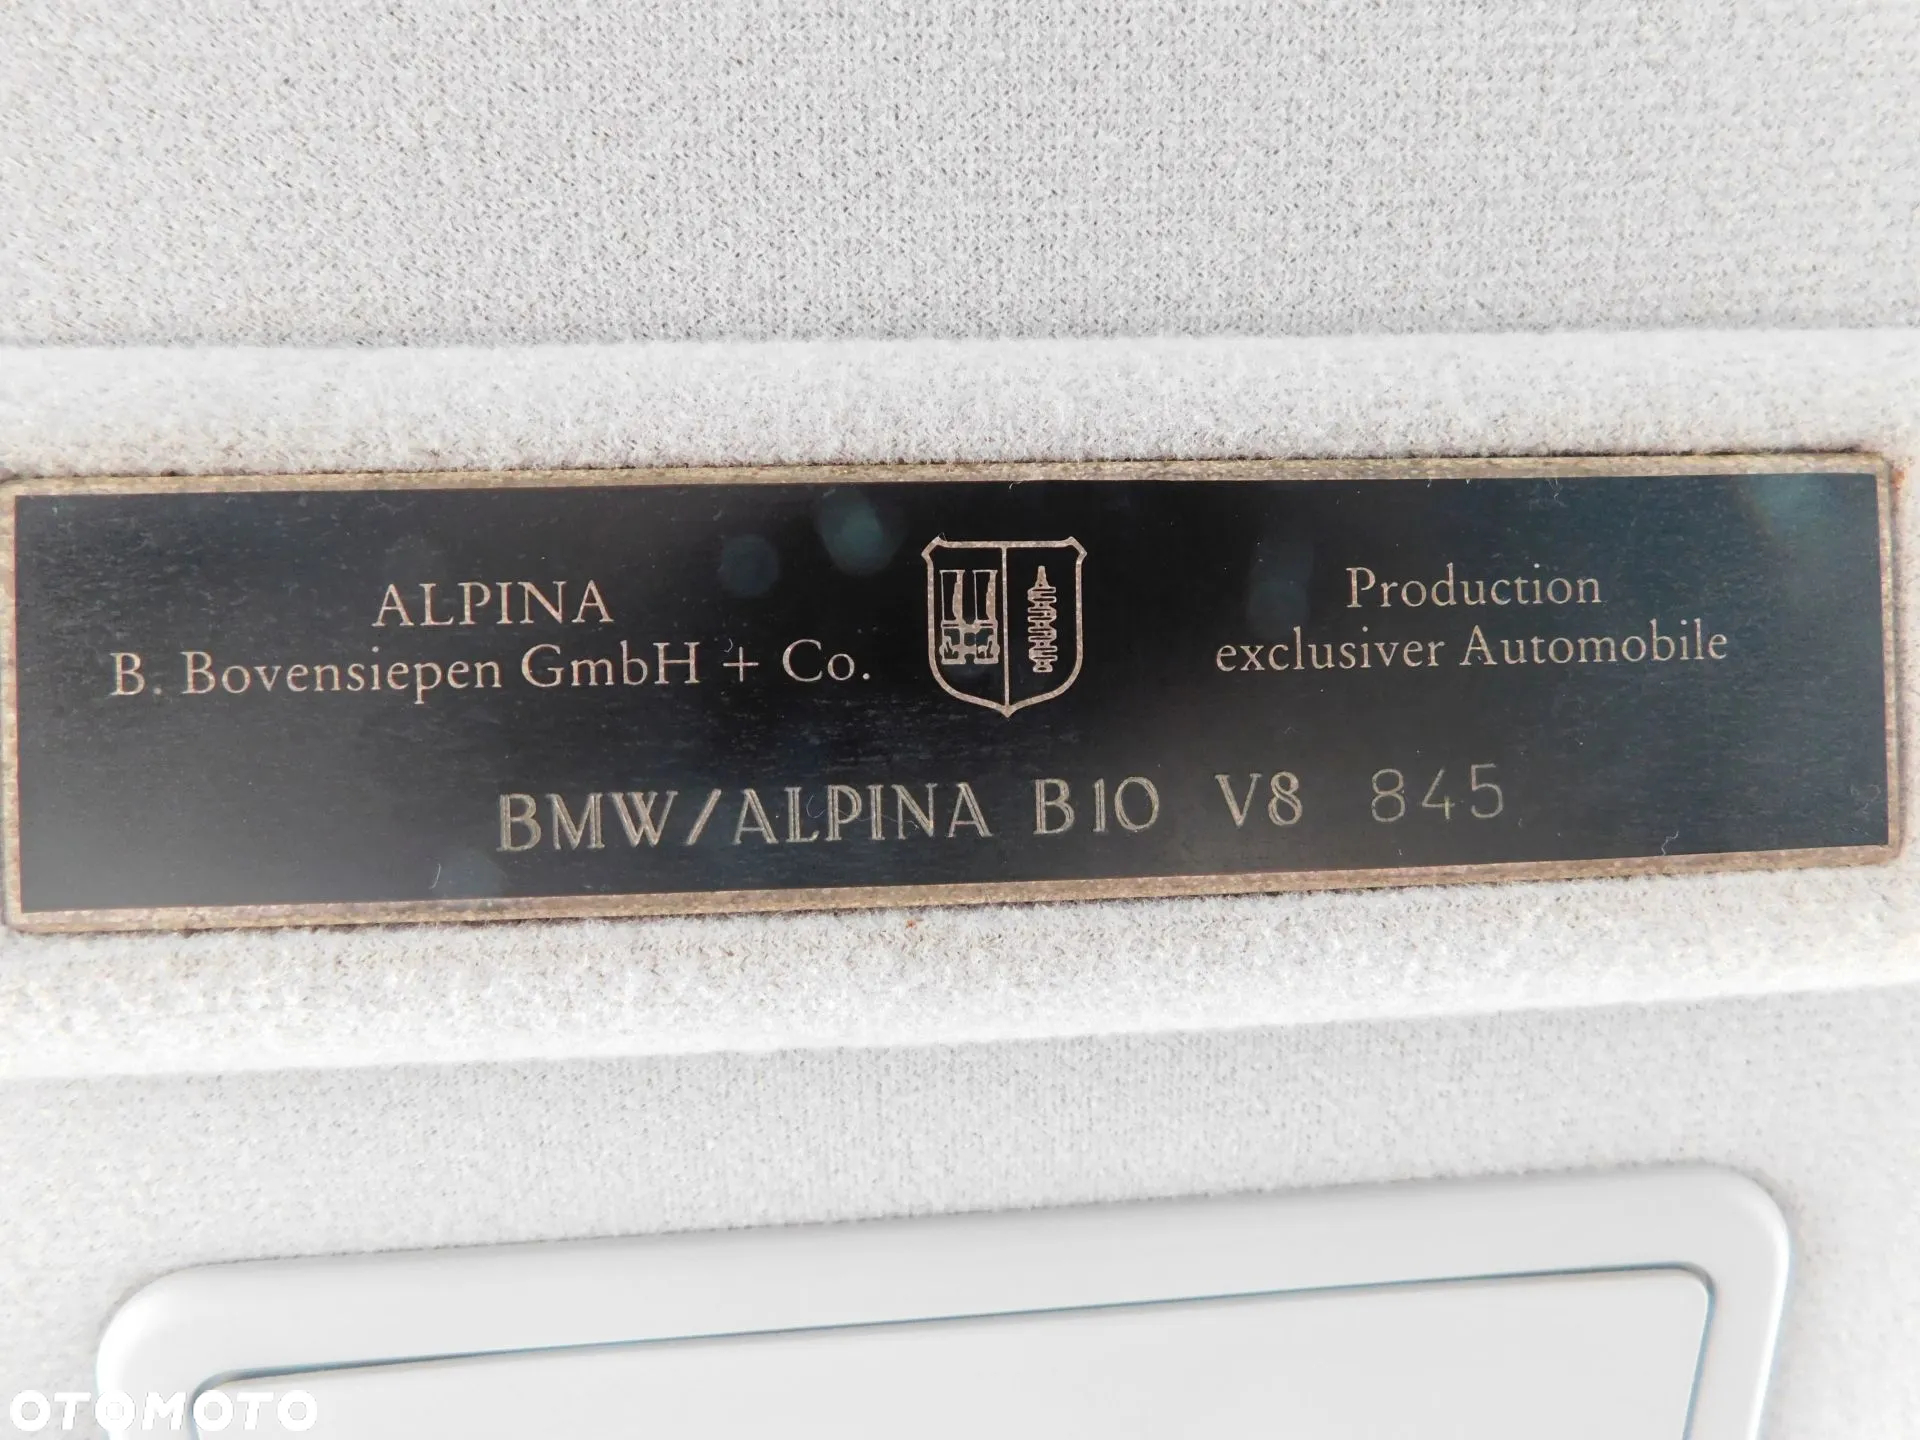 ALPINA
B. Bovensiepen GmbH + Co.
Production
exclusiver Automobile
BMW/ALPINA B10 V8 845
OTOMOTO